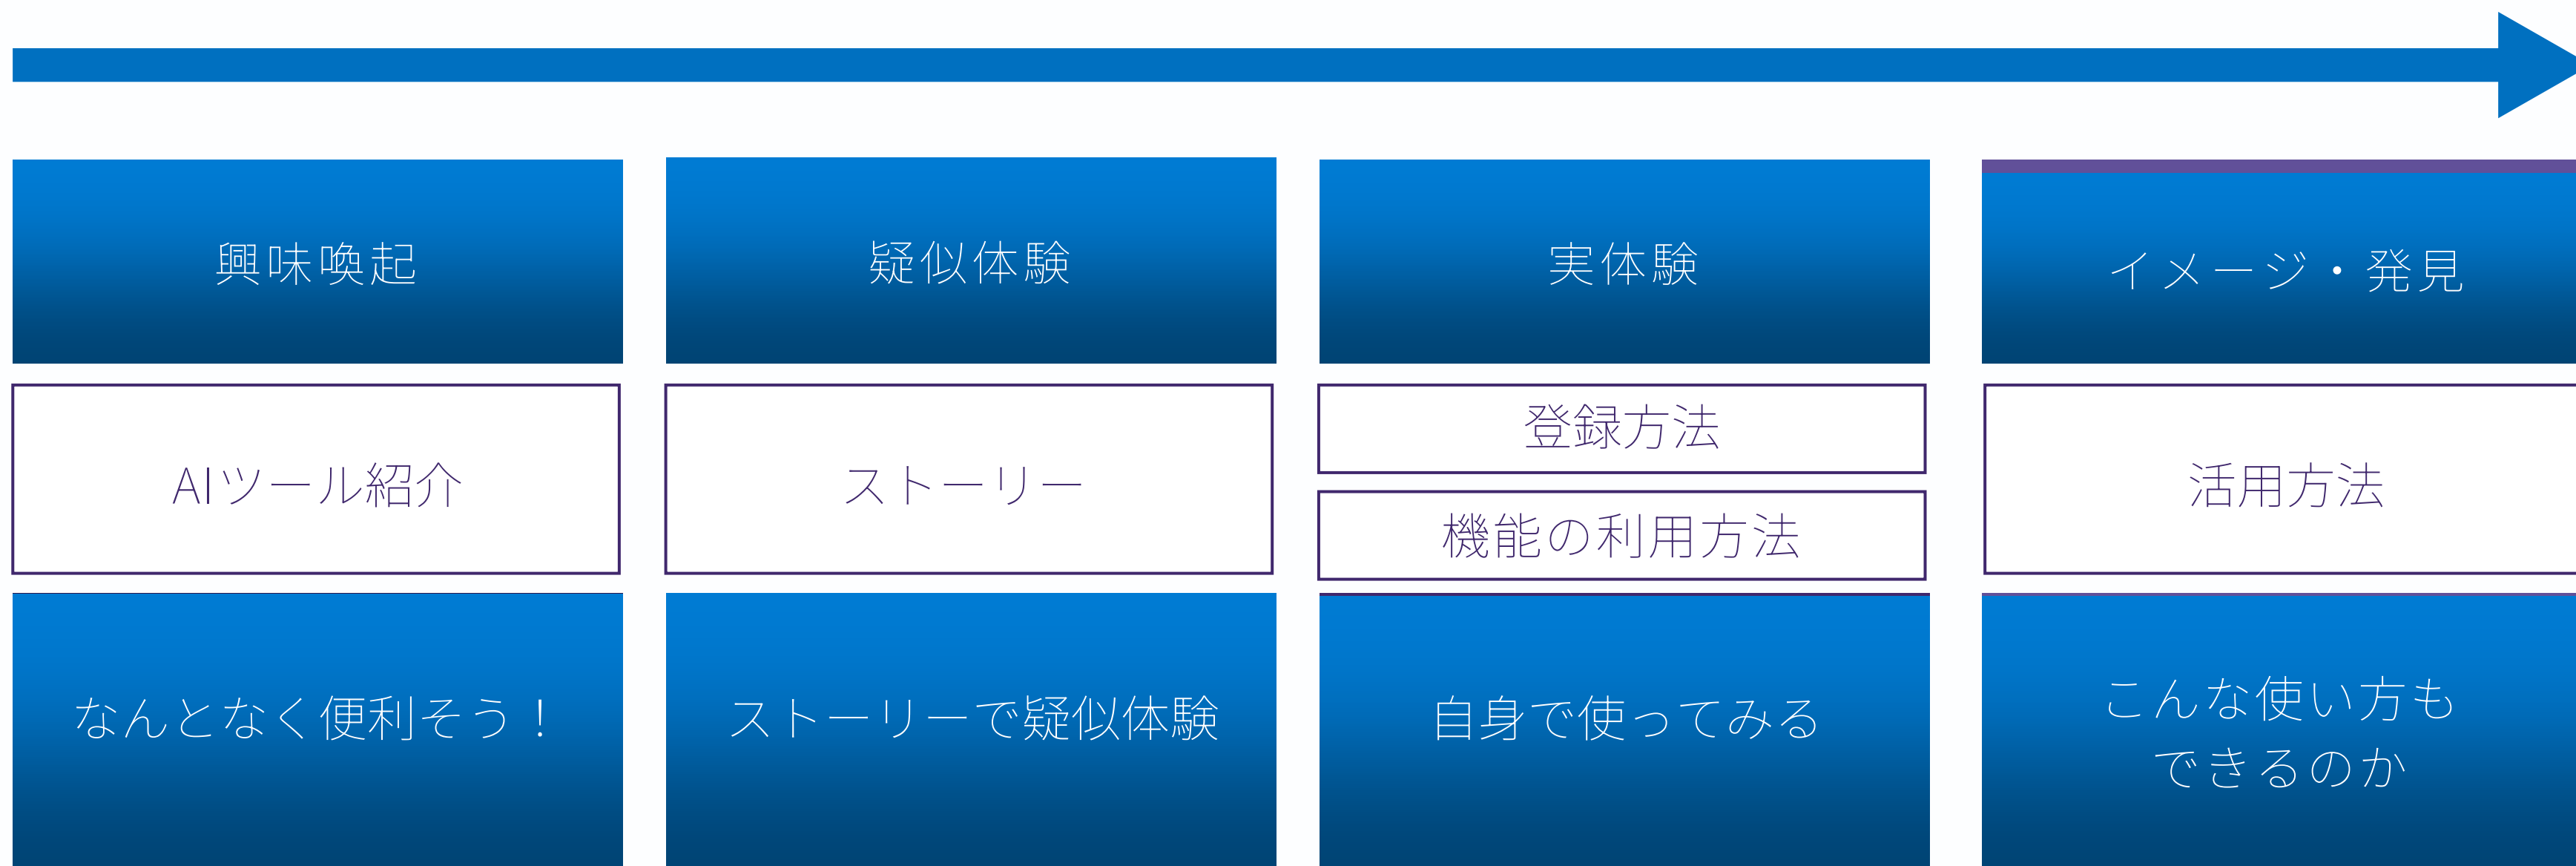 興味喚起
疑似体験
実体験
イメージ・発見
AIツール紹介
ストーリー
登録方法
機能の利用方法
活用方法
なんとなく便利そう！
ストーリーで疑似体験
自身で使ってみる
こんな使い方も
できるのか